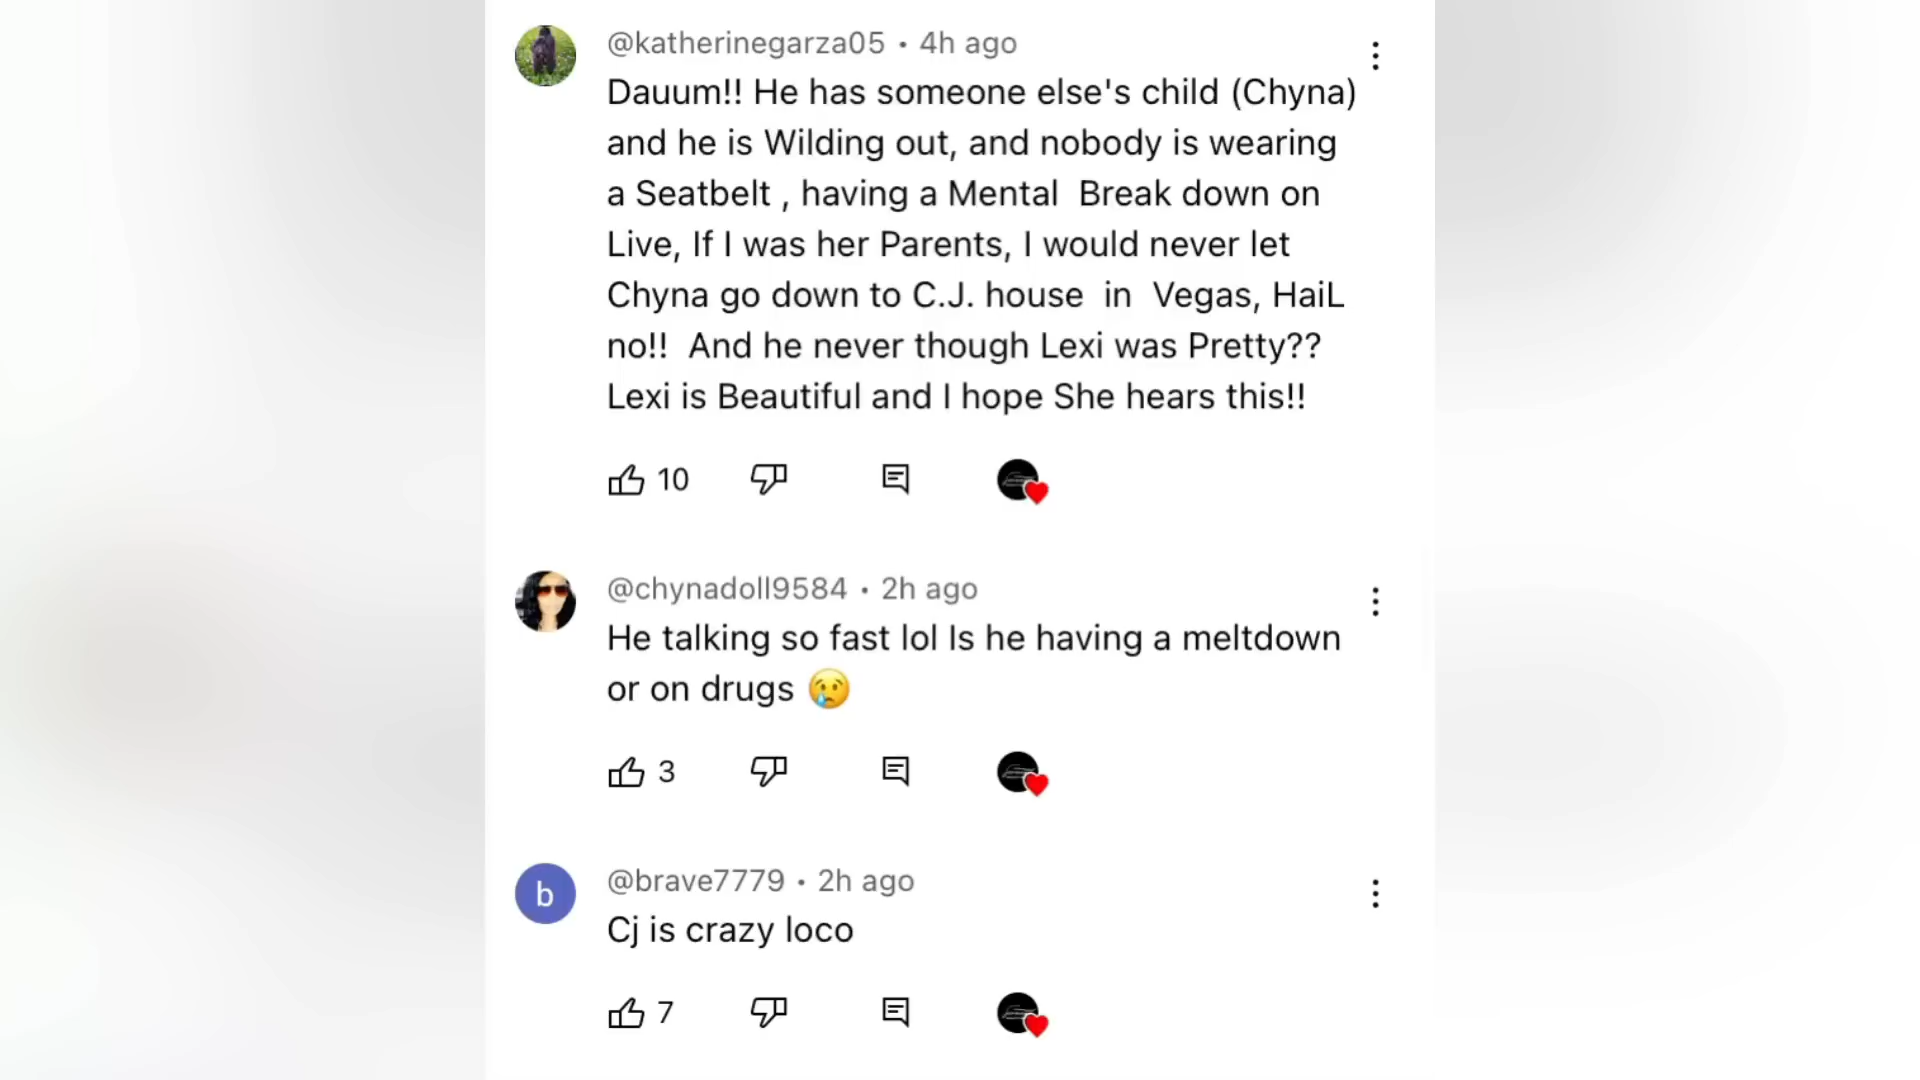 @katherinegarza05 • 4h ago
Dauum!! He has someone else's child (Chyna)
and he is Wilding out, and nobody is wearing
a Seatbelt , having a Mental  Break down on
Live, If I was her Parents, I would never let
Chyna go down to C.J. house  in  Vegas, HaiL
no!!  And he never though Lexi was Pretty??
Lexi is Beautiful and I hope She hears this!!
10
@chynadoll9584 • 2h ago
He talking so fast lol Is he having a meltdown
or on drugs 😢
3
b
@brave7779 • 2h ago
Cj is crazy loco
7